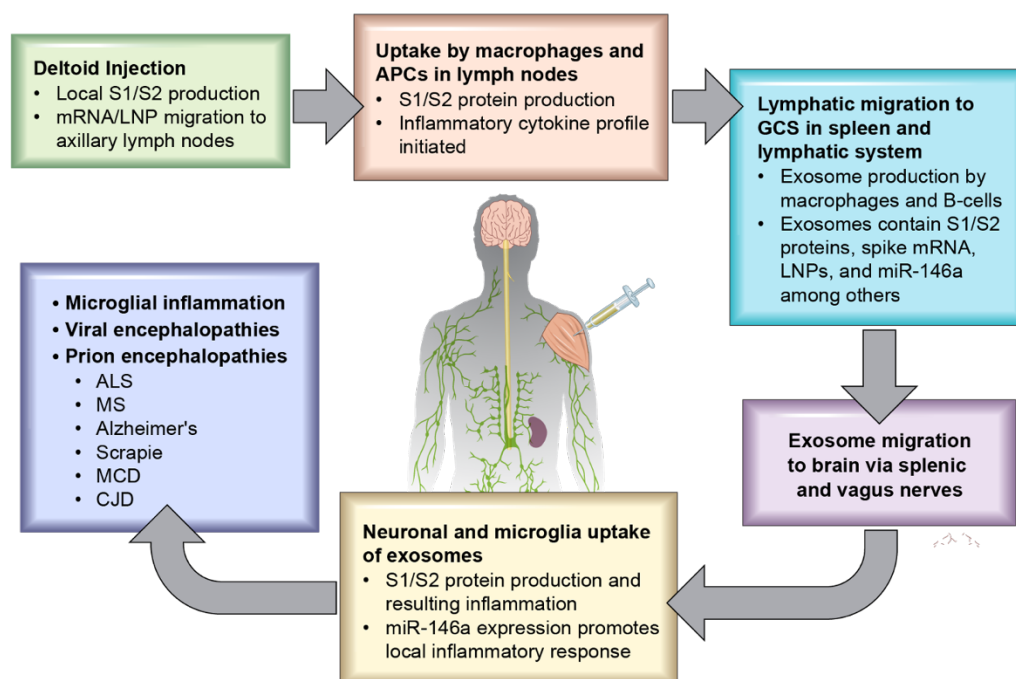 Deltoid Injection
• Local S1/S2 production
• mRNA/LNP migration to
axillary lymph nodes
Uptake by macrophages and
APCs in lymph nodes
• S1/S2 protein production
• Inflammatory cytokine profile
initiated
Lymphatic migration to
GCS in spleen and
lymphatic system
• Exosome production by
macrophages and B-cells
• Exosomes contain S1/S2
proteins, spike mRNA,
LNPs, and miR-146a
among others
Exosome migration
to brain via splenic
and vagus nerves
Neuronal and microglia uptake
of exosomes
• S1/S2 protein production and
resulting inflammation
• miR-146a expression promotes
local inflammatory response
• Microglial inflammation
• Viral encephalopathies
• Prion encephalopathies
• ALS
• MS
• Alzheimer's
• Scrapie
• MCD
• CJD